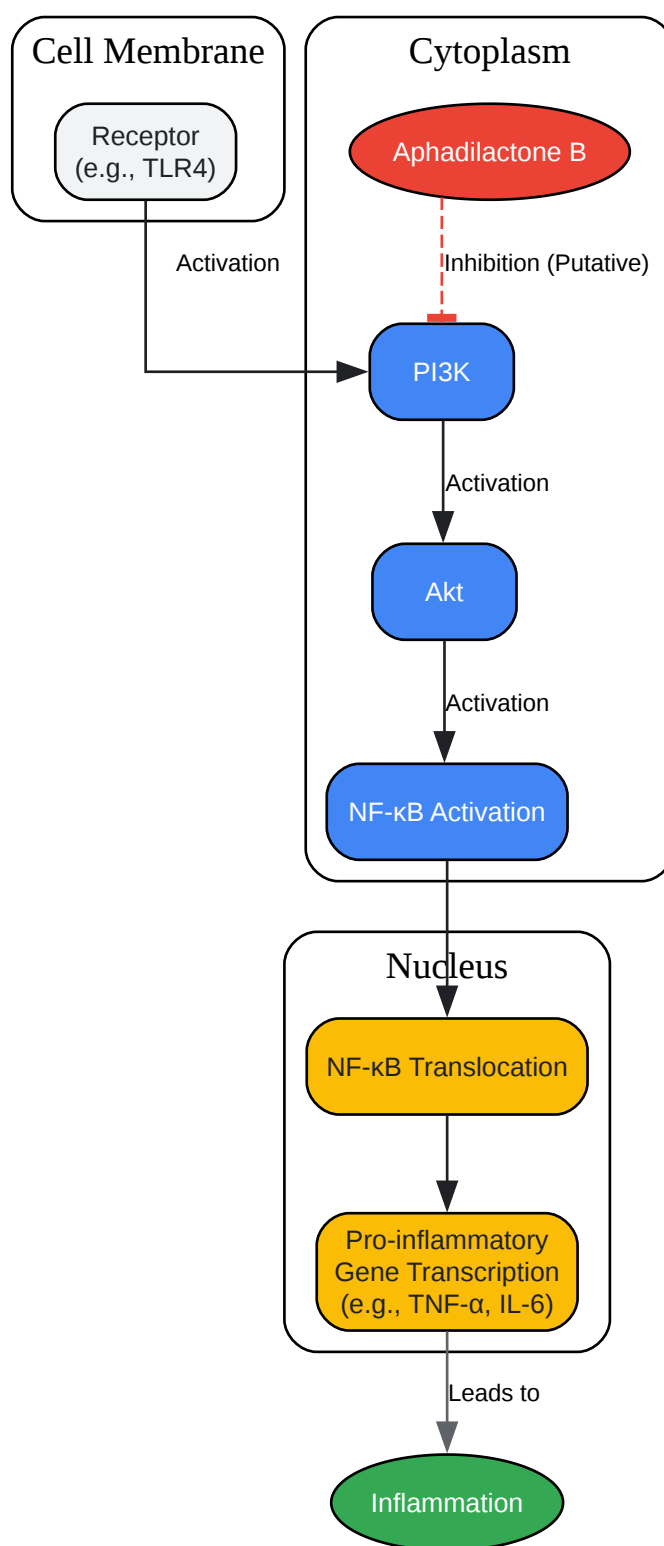 Cell Membrane
Cytoplasm
Receptor
(e.g., TLR4)
Aphadilactone B
Activation
Inhibition (Putative)
PI3K
Activation
Akt
Activation
NF-κB Activation
Nucleus
NF-κB Translocation
Pro-inflammatory
Gene Transcription
(e.g., TNF-α, IL-6)
Leads to
Inflammation